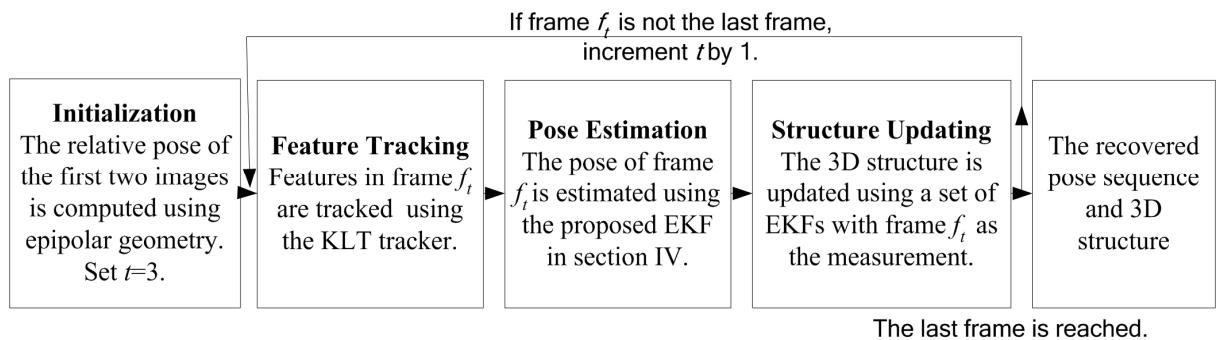 If frame f_t is not the last frame,
increment t by 1.
Initialization
The relative pose of
the first two images
is computed using
epipolar geometry.
Set t=3.
Feature Tracking
Features in frame f_t
are tracked using
the KLT tracker.
Pose Estimation
The pose of frame
f_t is estimated using
the proposed EKF
in section IV.
Structure Updating
The 3D structure is
updated using a set of
EKFs with frame f_t as
the measurement.
The recovered
pose sequence
and 3D
structure
The last frame is reached.